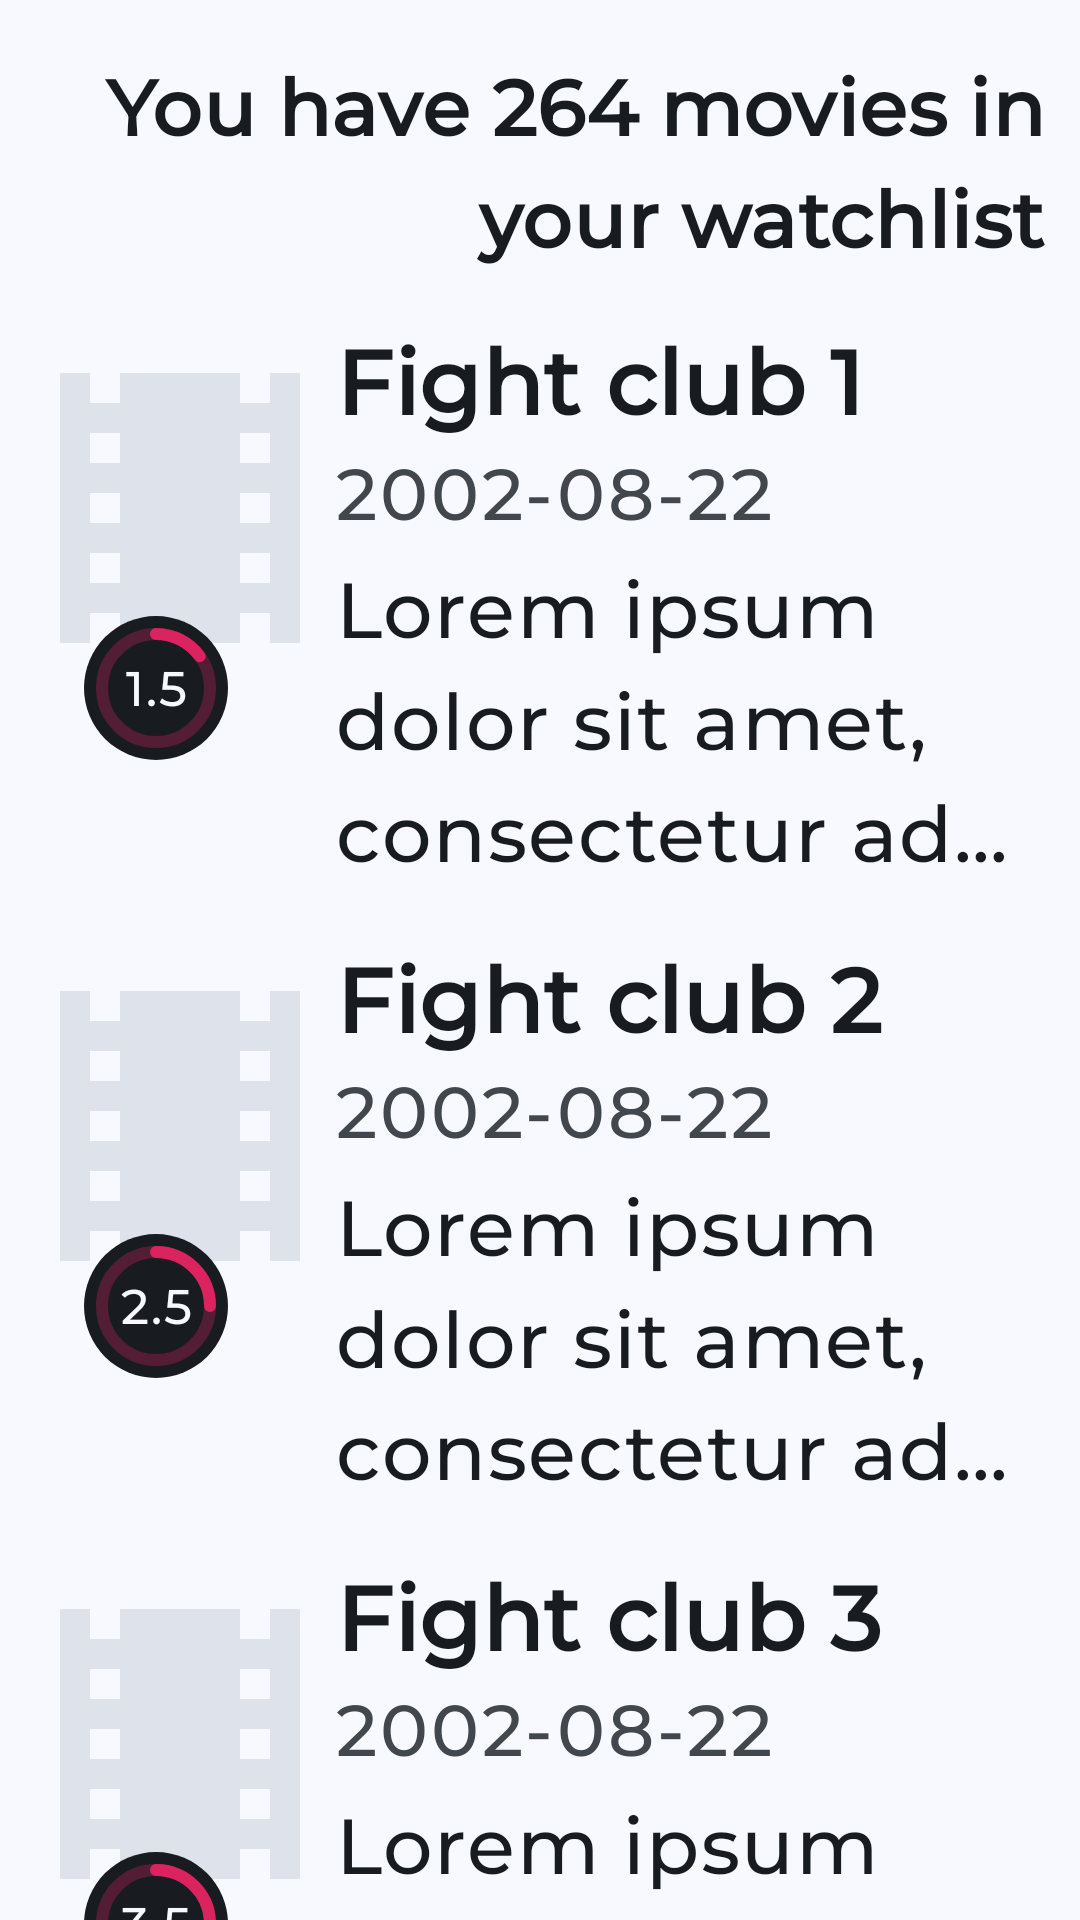 You have 264 movies in
your watchlist
Fight club 1
2002-08-22
Lorem ipsum
dolor sit amet,
consectetur ad...
1.5
Fight club 2
2002-08-22
Lorem ipsum
dolor sit amet,
consectetur ad...
2.5
Fight club 3
2002-08-22
Lorem ipsum